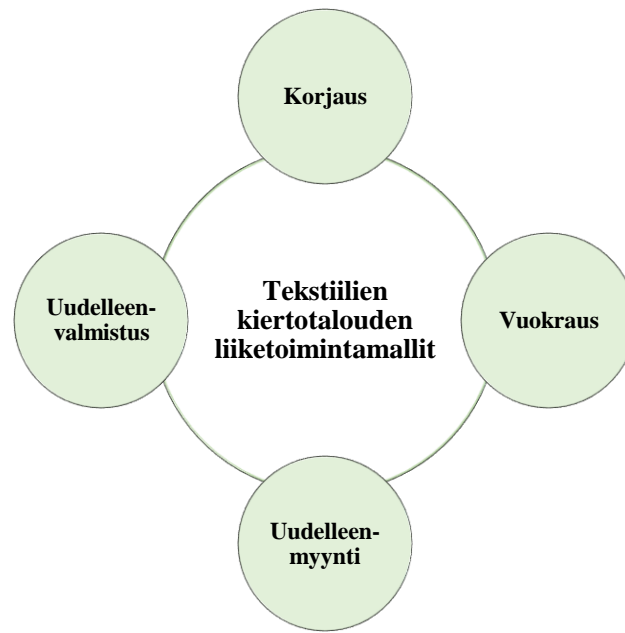 Korjaus
Uudelleen-
valmistus
Tekstiilien
kiertotalouden
liiketoimintamallit
Vuokraus
Uudelleen-
myynti